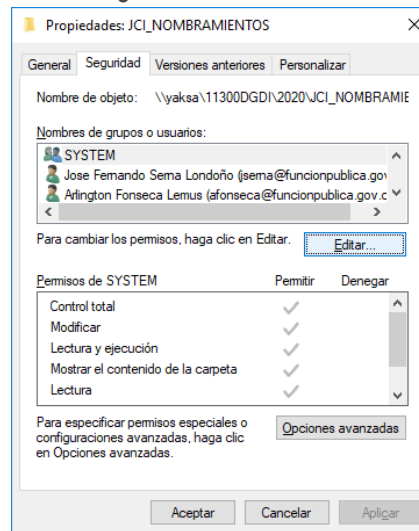 Propiedades: JCI_NOMBRAMIENTOS
General Seguridad Versiones anteriores Personalizar
Nombre de objeto: \\yaksa\11300DGDI\2020\JCI_NOMBRAMIE
Nombres de grupos o usuarios:
SYSTEM
Jose Fernando Serna Londoño (jserna@funcionpublica.gov
Arlington Fonseca Lemus (afonseca@funcionpublica.gov.c
Para cambiar los permisos, haga clic en Editar. Editar...
Permisos de SYSTEM Permitir Denegar
Control total
Modificar
Lectura y ejecución
Mostrar el contenido de la carpeta
Lectura
Para especificar permisos especiales o
configuraciones avanzadas, haga clic
en Opciones avanzadas.
Opciones avanzadas
Aceptar Cancelar Aplicar